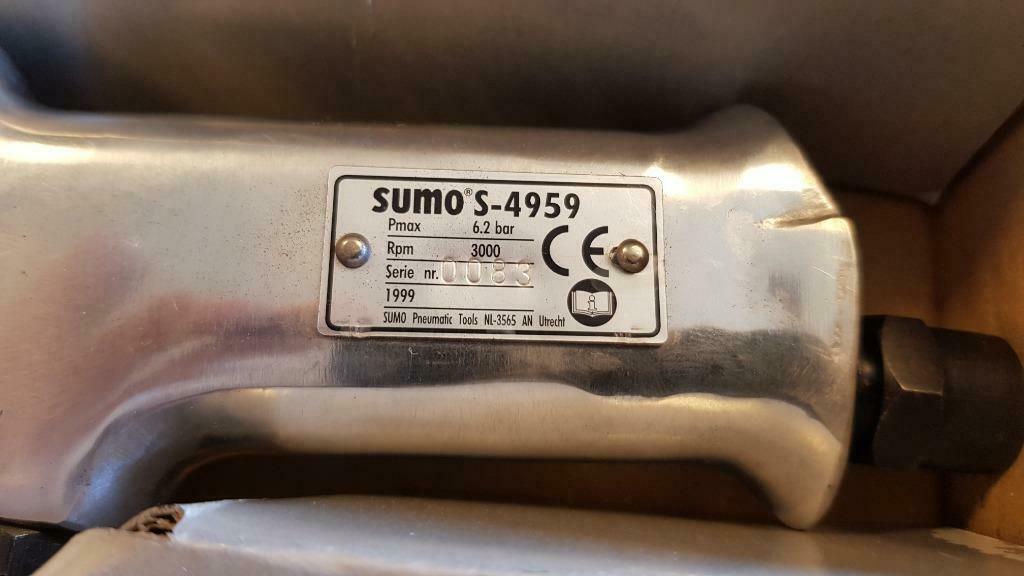 SUMO® S-4959
Pmax 6.2 bar
Rpm 3000
Serie nr. 0083
1999
SUMO Pneumatic Tools NL-3565 AN Utrecht
CE
i